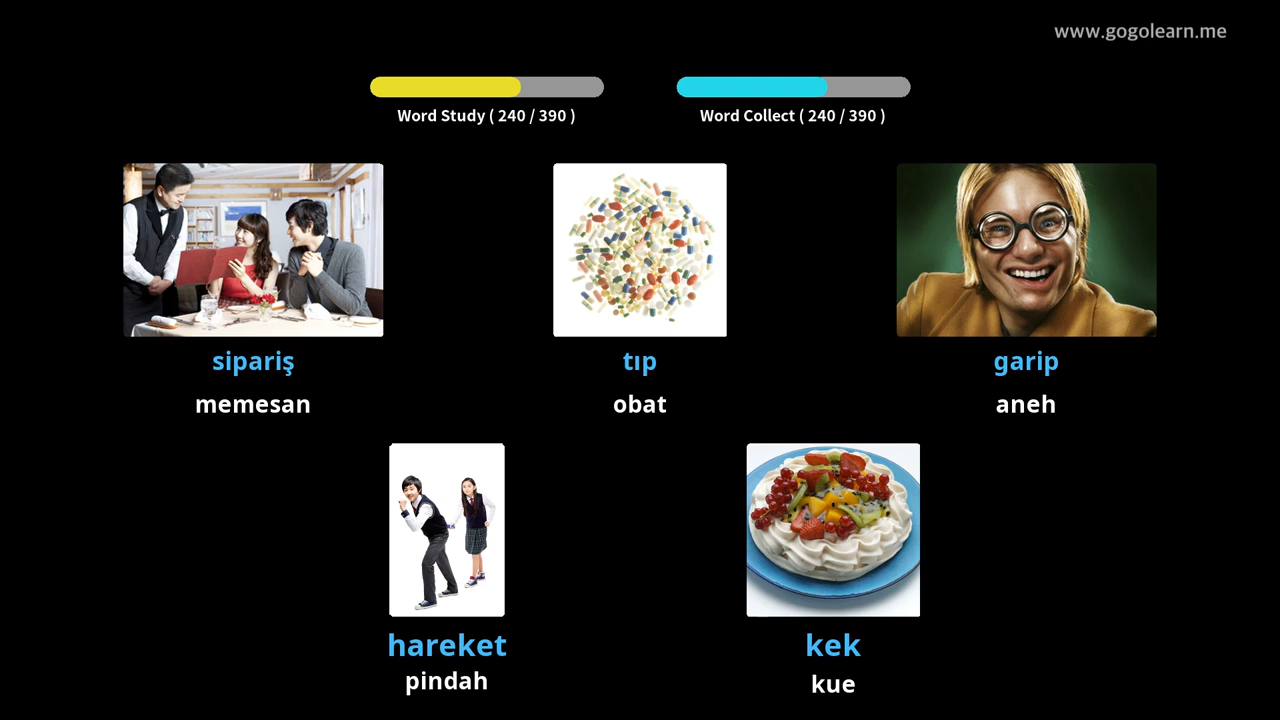 www.gogolearn.me
Word Study ( 240 / 390 )
Word Collect ( 240 / 390 )
sipariş
tıp
garip
memesan
obat
aneh
hareket
kek
pindah
kue